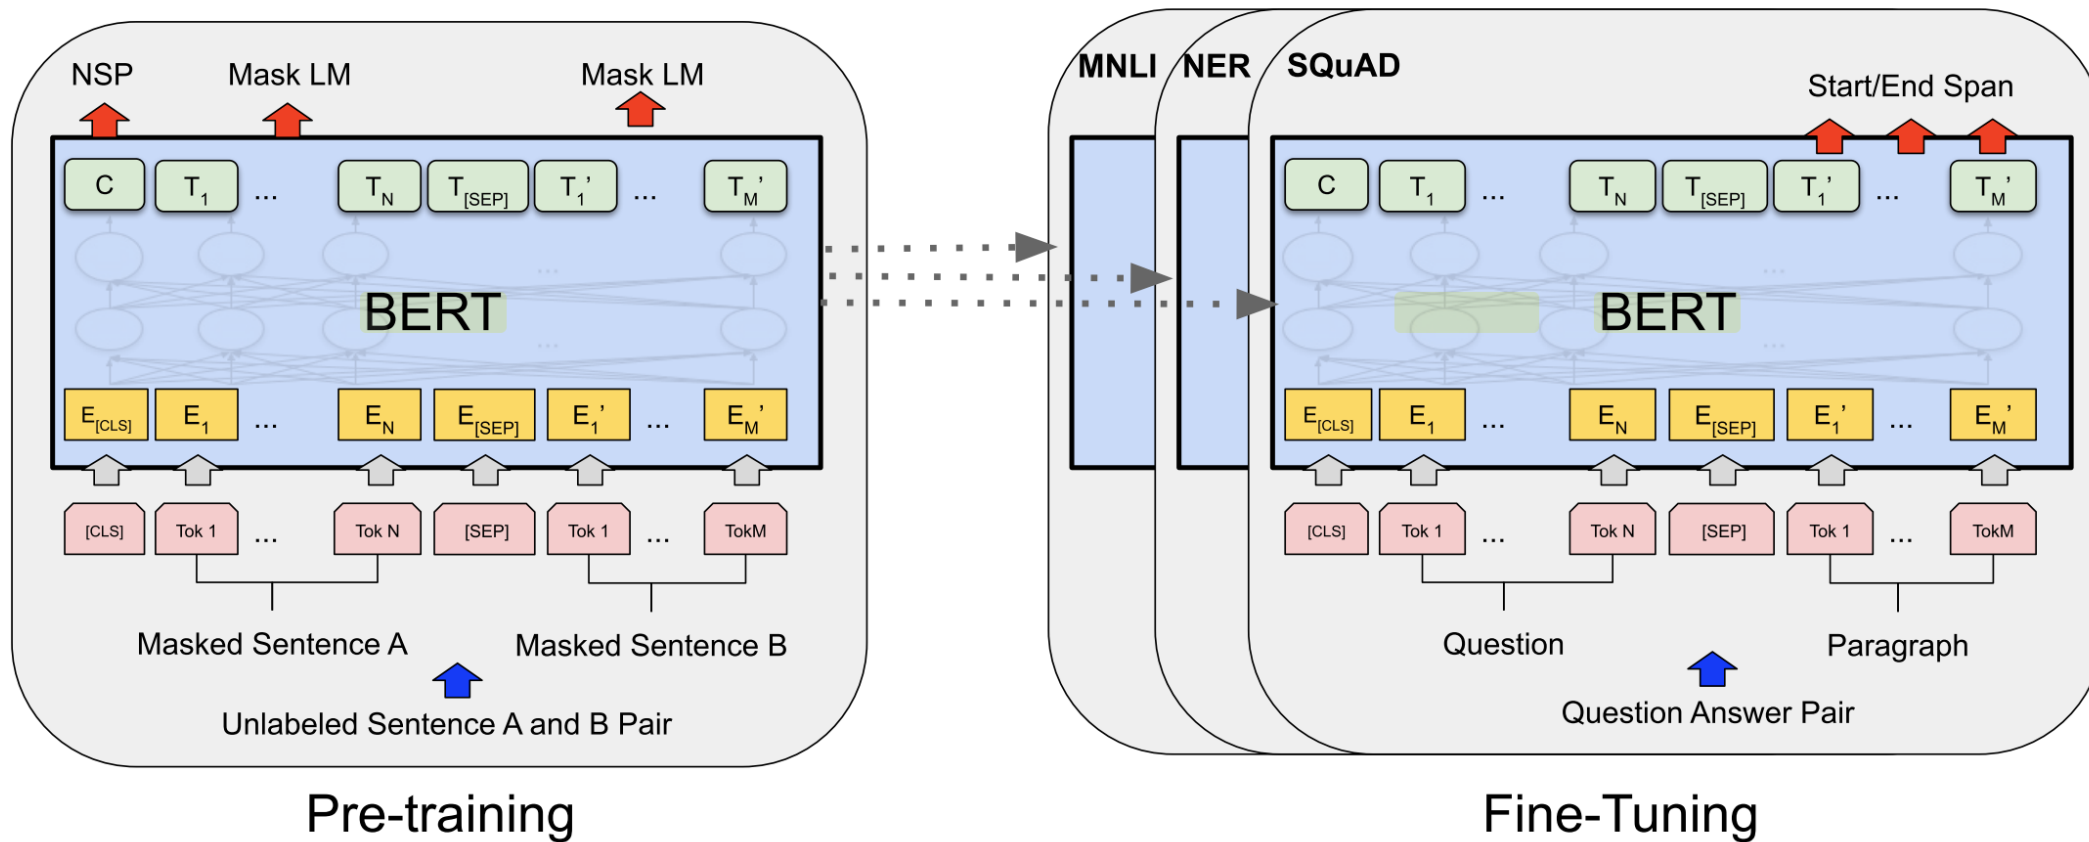 NSP Mask LM Mask LM
C T1 ... TN T[SEP] T1’ ... TM’
...
BERT
...
E[CLS] E1 ... EN E[SEP] E1’ ... EM’
[CLS] Tok 1 ... Tok N [SEP] Tok 1 ... TokM
Masked Sentence A Masked Sentence B
Unlabeled Sentence A and B Pair
Pre-training
MNLI NER SQuAD
Start/End Span
C T1 ... TN T[SEP] T1’ ... TM’
...
BERT
...
E[CLS] E1 ... EN E[SEP] E1’ ... EM’
[CLS] Tok 1 ... Tok N [SEP] Tok 1 ... TokM
Question Paragraph
Question Answer Pair
Fine-Tuning